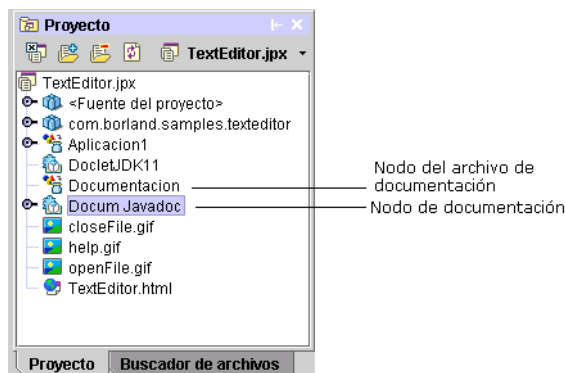 Proyecto
TextEditor.jpx
TextEditor.jpx
<Fuente del proyecto>
com.borland.samples.texteditor
Aplicacion1
DocletJDK11
Documentacion
Docum Javadoc
closeFile.gif
help.gif
openFile.gif
TextEditor.html
Nodo del archivo de
documentación
Nodo de documentación
Proyecto
Buscador de archivos